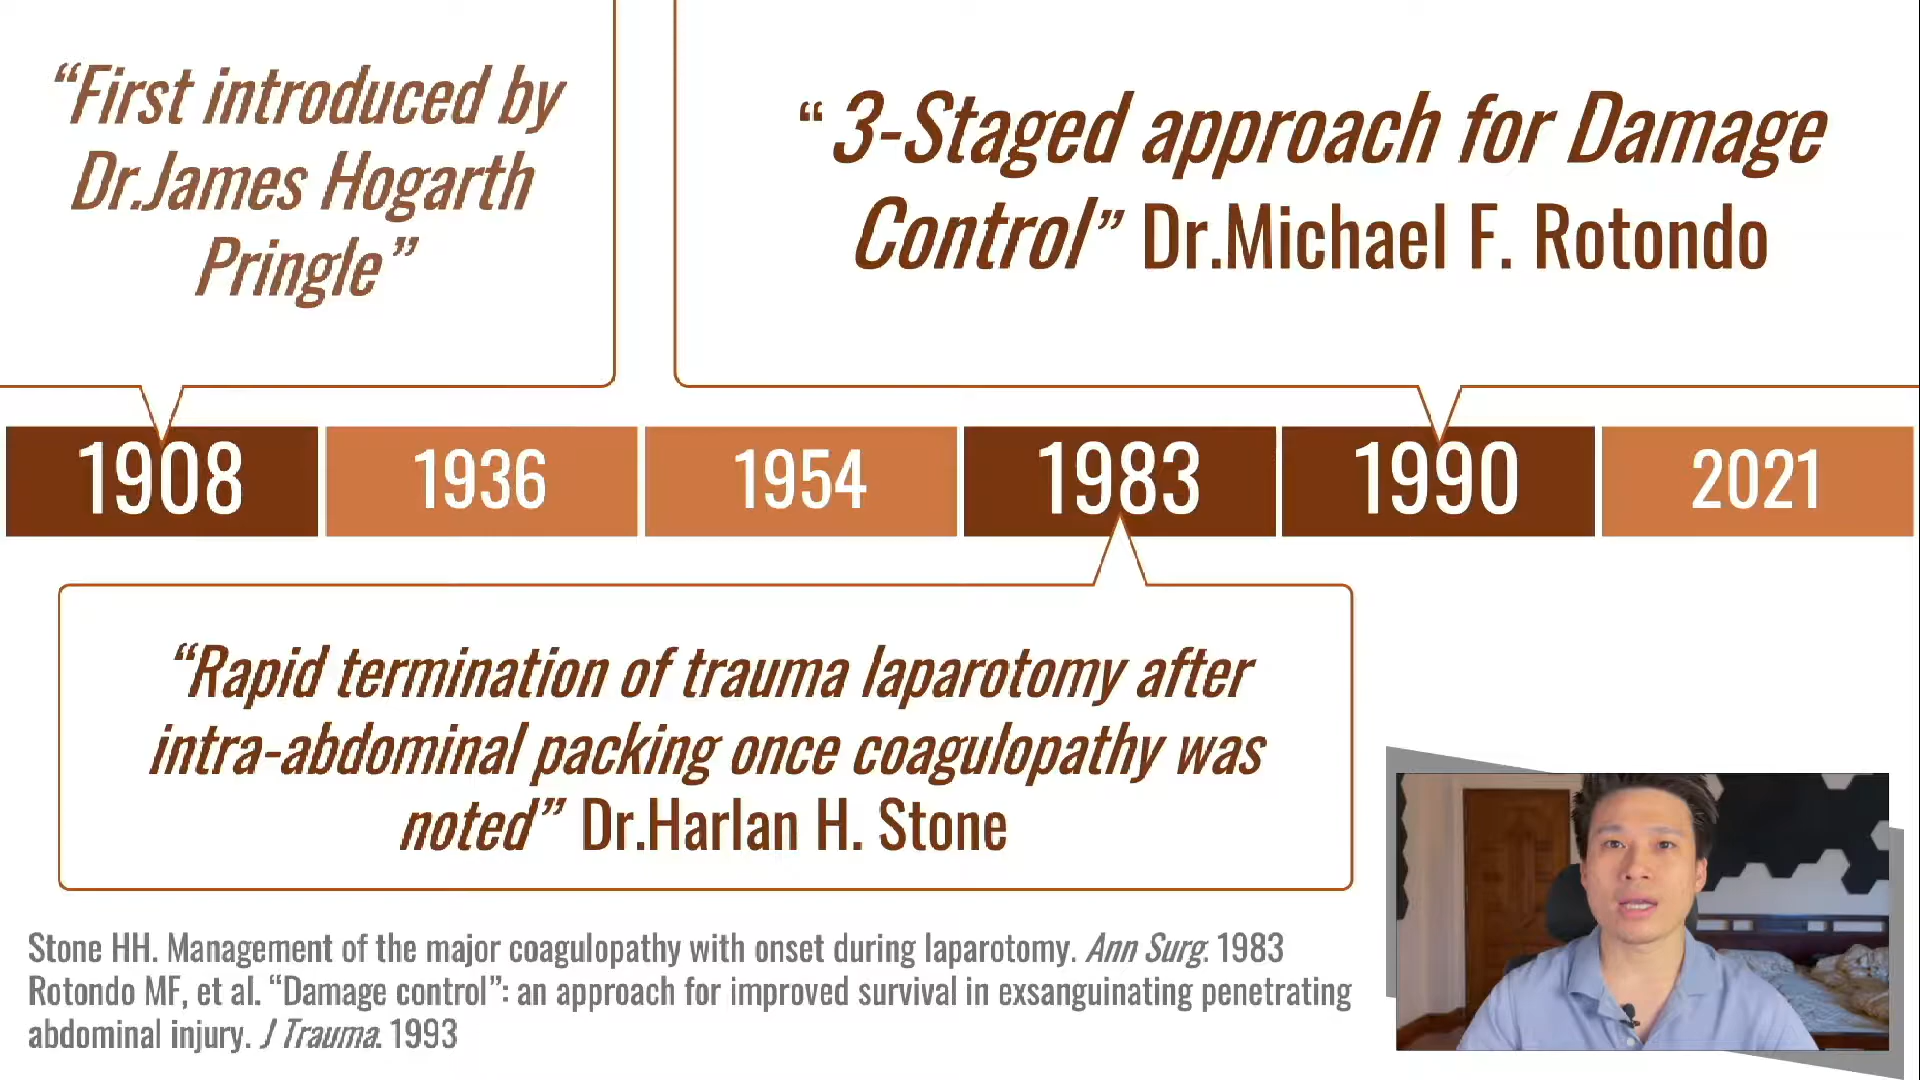 “First introduced by
Dr.James Hogarth
Pringle”
“ 3-Staged approach for Damage
Control” Dr.Michael F. Rotondo
1908
1936
1954
1983
1990
2021
“Rapid termination of trauma laparotomy after
intra-abdominal packing once coagulopathy was
noted” Dr.Harlan H. Stone
Stone HH. Management of the major coagulopathy with onset during laparotomy. Ann Surg. 1983
Rotondo MF, et al. “Damage control”: an approach for improved survival in exsanguinating penetrating
abdominal injury. J Trauma. 1993